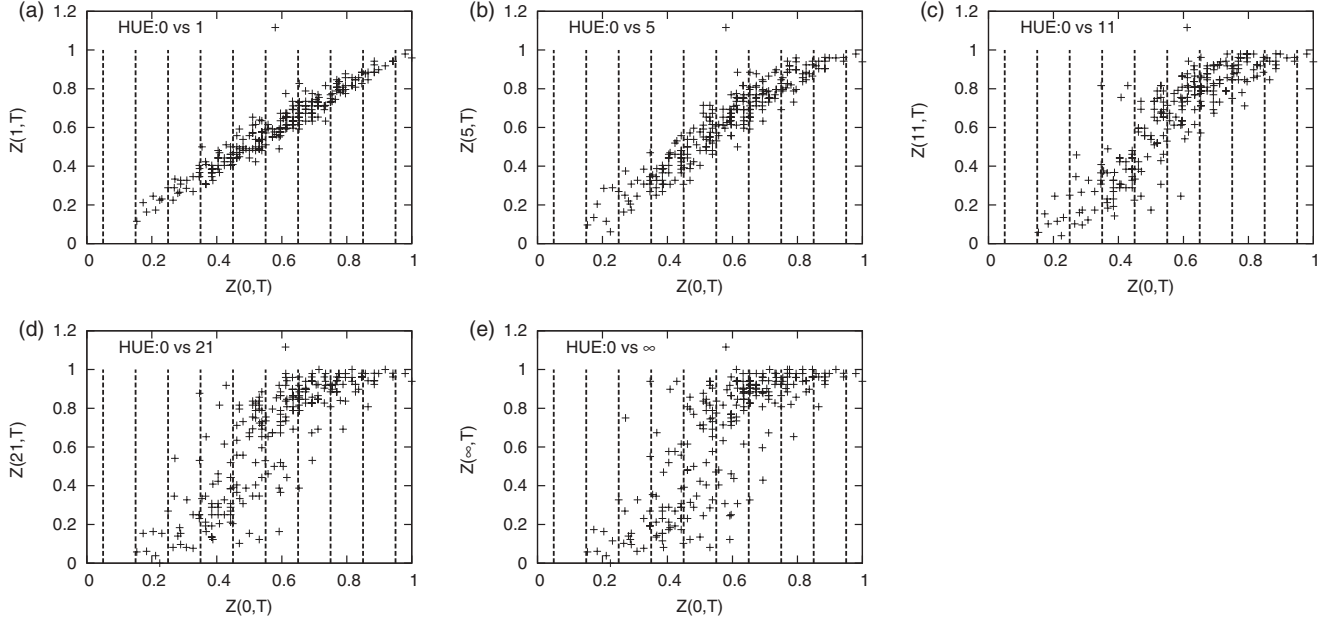 (a)
HUE:0 vs 1
Z(1,T)
1.2
1
0.8
0.6
0.4
0.2
0
0 0.2 0.4 0.6 0.8 1
Z(0,T)
(b)
HUE:0 vs 5
Z(5,T)
1.2
1
0.8
0.6
0.4
0.2
0
0 0.2 0.4 0.6 0.8 1
Z(0,T)
(c)
HUE:0 vs 11
Z(11,T)
1.2
1
0.8
0.6
0.4
0.2
0
0 0.2 0.4 0.6 0.8 1
Z(0,T)
(d)
HUE:0 vs 21
Z(21,T)
1.2
1
0.8
0.6
0.4
0.2
0
0 0.2 0.4 0.6 0.8 1
Z(0,T)
(e)
HUE:0 vs ∞
Z(∞,T)
1.2
1
0.8
0.6
0.4
0.2
0
0 0.2 0.4 0.6 0.8 1
Z(0,T)